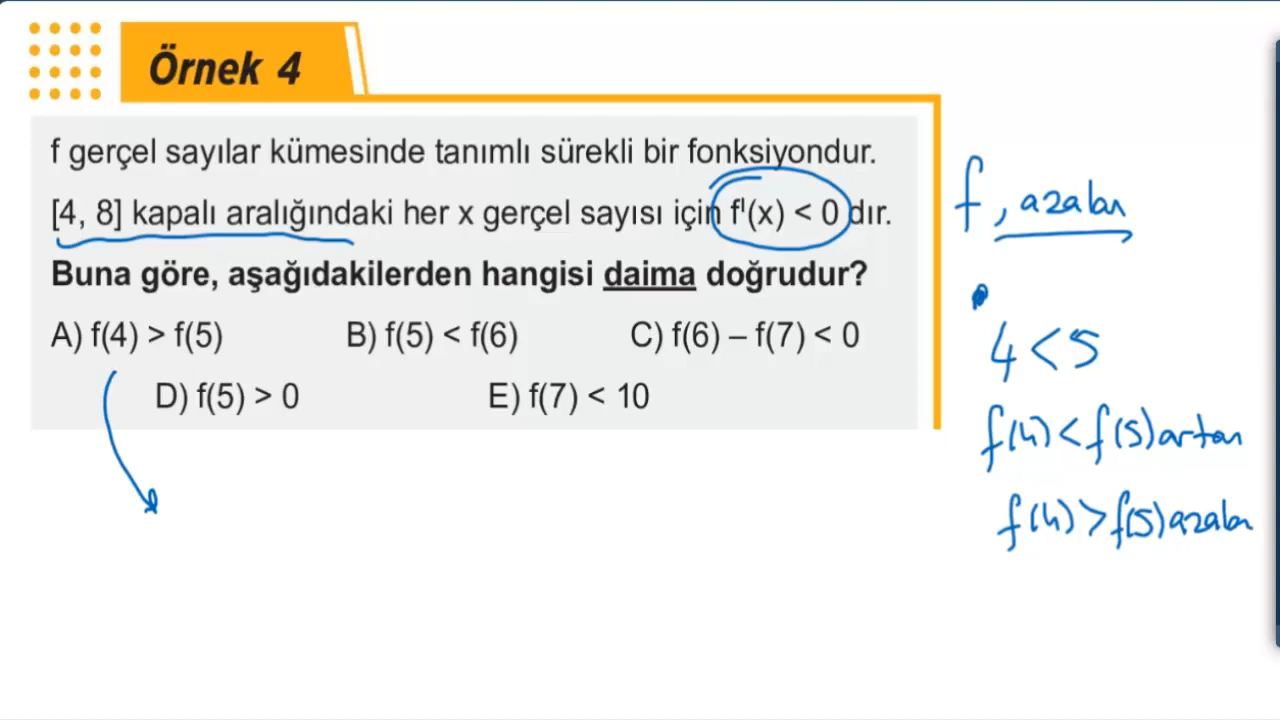 Örnek 4
f gerçel sayılar kümesinde tanımlı sürekli bir fonksiyondur.
[4, 8] kapalı aralığındaki her x gerçel sayısı için f'(x) < 0 dır.
Buna göre, aşağıdakilerden hangisi daima doğrudur?
A) f(4) > f(5) B) f(5) < f(6) C) f(6) – f(7) < 0
D) f(5) > 0 E) f(7) < 10
f, azalan
4 < 5
f(4) < f(5) artan
f(4) > f(5) azalan